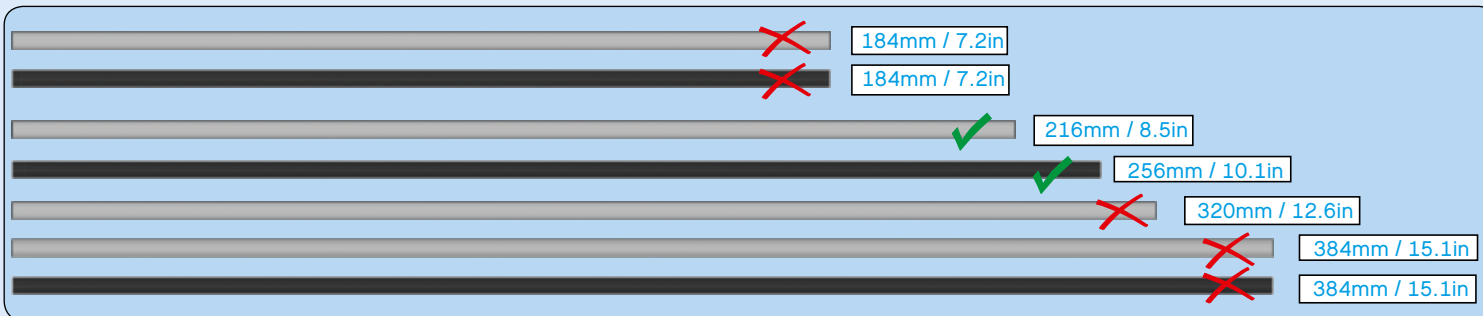 184mm / 7.2in
184mm / 7.2in
216mm / 8.5in
256mm / 10.1in
320mm / 12.6in
384mm / 15.1in
384mm / 15.1in